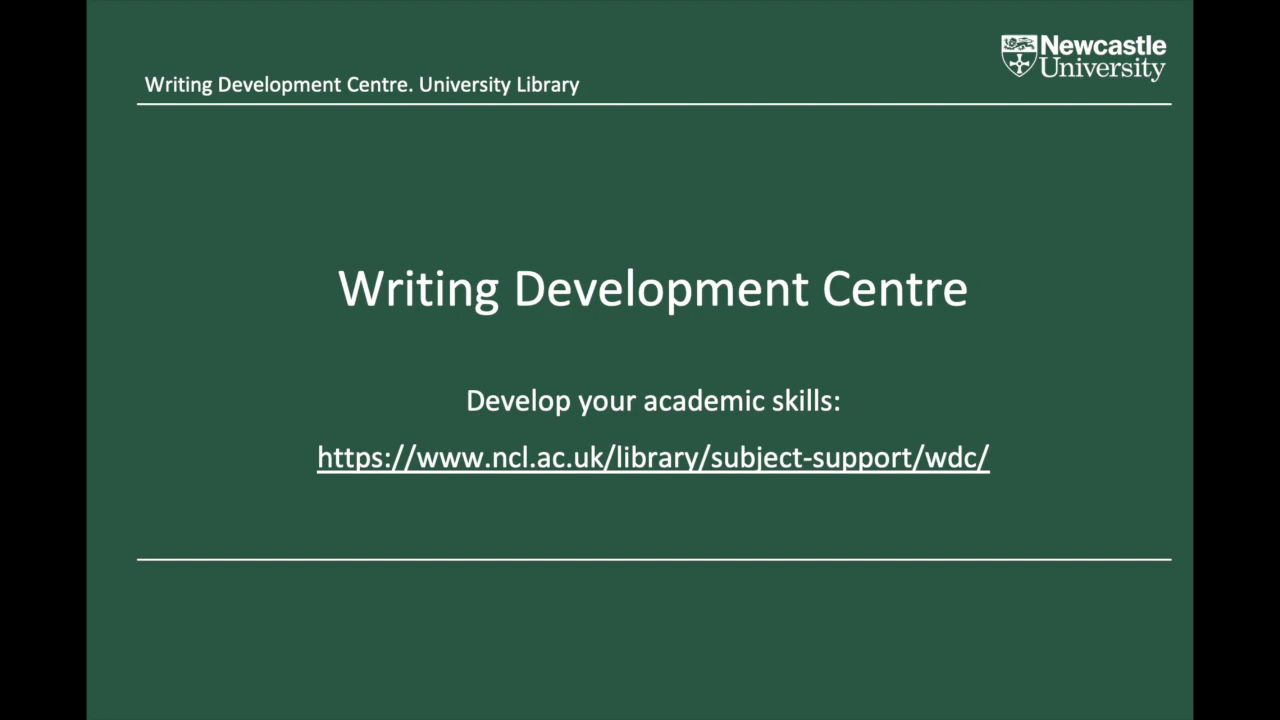 Newcastle
University
Writing Development Centre. University Library
Writing Development Centre
Develop your academic skills:
https://www.ncl.ac.uk/library/subject-support/wdc/